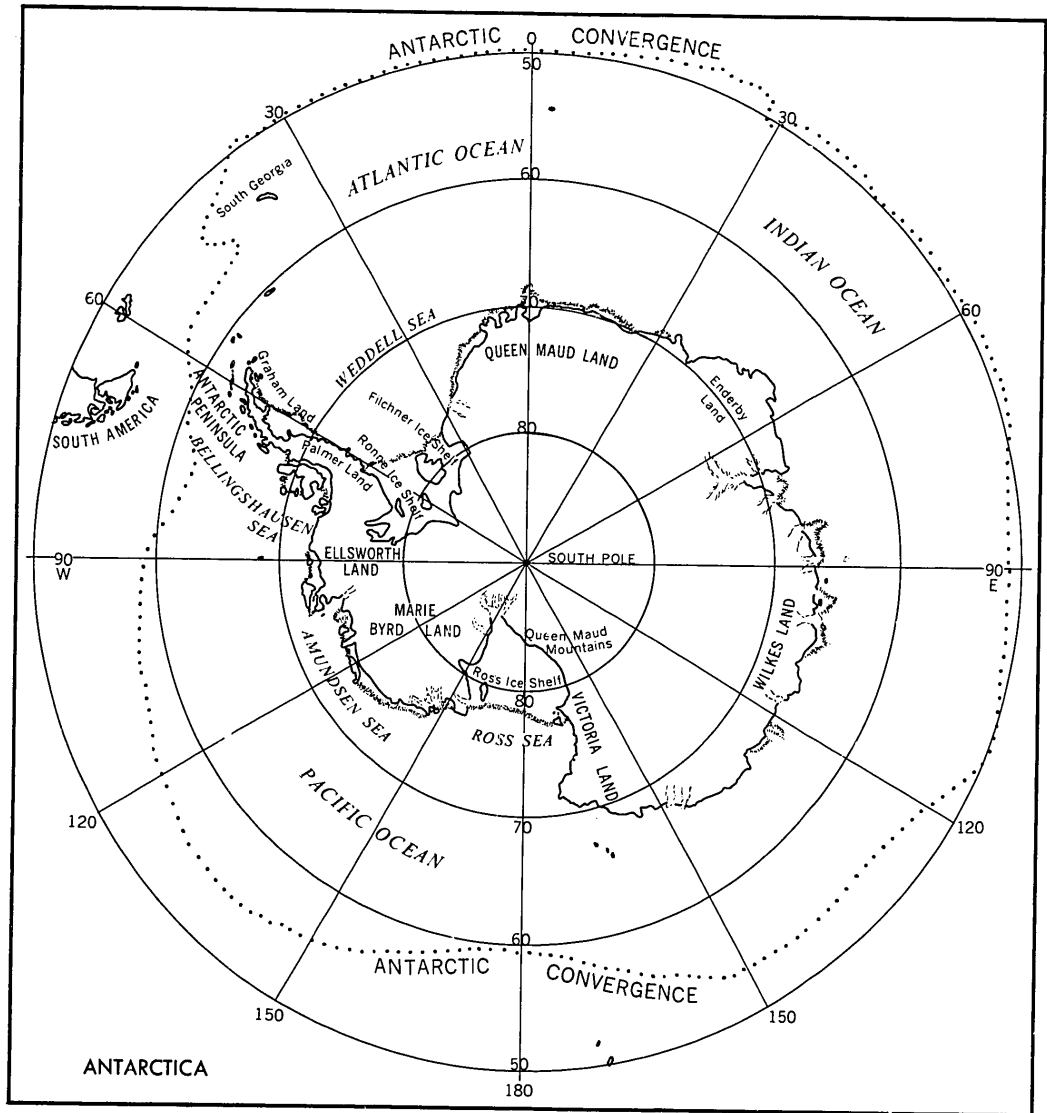 ANTARCTIC CONVERGENCE
0
50
30
30
ATLANTIC OCEAN
South Georgia
60
INDIAN OCEAN
60
60
WEDDELL SEA
70
QUEEN MAUD LAND
Enderby
Land
SOUTH AMERICA
ANTARCTIC
PENINSULA
Graham Land
Palmer Land
Filchner Ice Shelf
Ronne Ice Shelf
80
BELLINGSHAUSEN
SEA
90
W
ELLSWORTH
LAND
SOUTH POLE
90
E
MARIE
BYRD LAND
Queen Maud
Mountains
WILKES LAND
AMUNDSEN SEA
Ross Ice Shelf
80
VICTORIA LAND
ROSS SEA
PACIFIC OCEAN
70
120
120
60
ANTARCTIC CONVERGENCE
150
150
50
180
ANTARCTICA